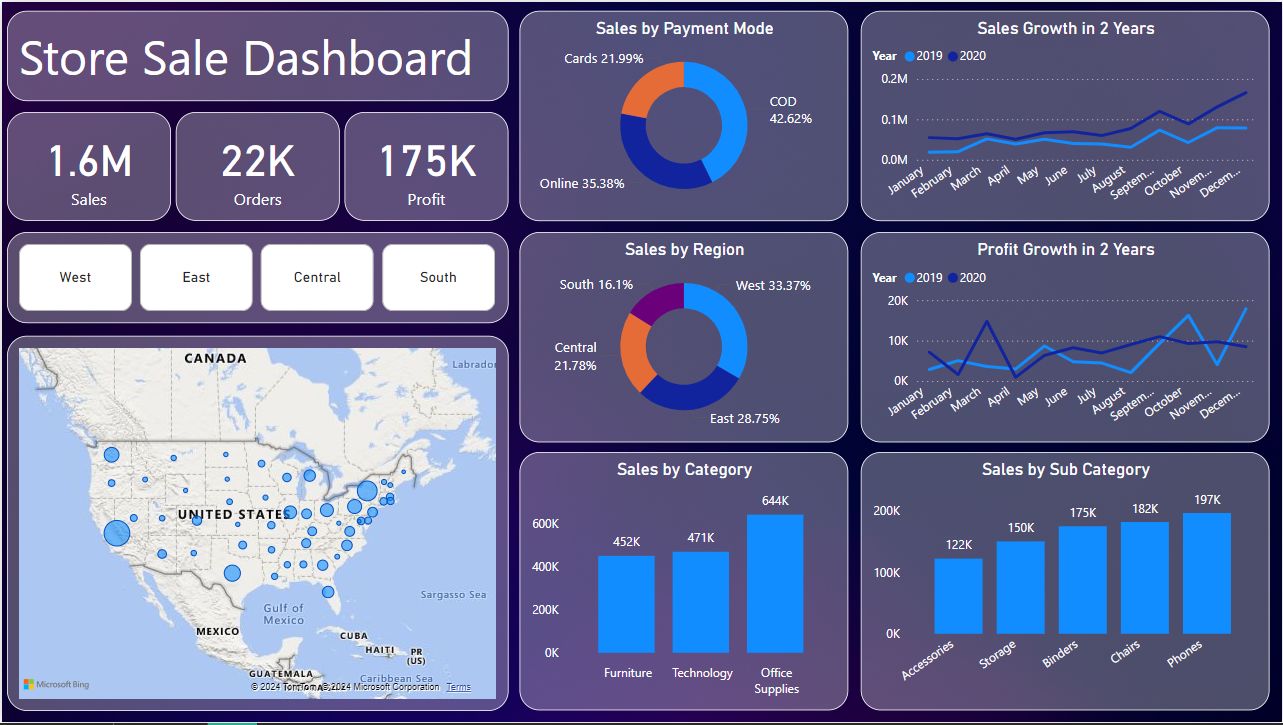 Store Sale Dashboard
1.6M
Sales
22K
Orders
175K
Profit
West
East
Central
South
CANADA
Labrador
UNITED STATES
Sargasso Sea
Gulf of
Mexico
MEXICO
CUBA
HAITI
PR
(US)
GUATEMALA
Caribbean Sea
Microsoft Bing
© 2024 TomTom, © 2024 Microsoft Corporation Terms
Sales by Payment Mode
Cards 21.99%
COD
42.62%
Online 35.38%
Sales by Region
South 16.1%
West 33.37%
Central
21.78%
East 28.75%
Sales by Category
600K
400K
200K
0K
452K
471K
644K
Furniture
Technology
Office
Supplies
Sales Growth in 2 Years
Year 2019 2020
0.2M
0.1M
0.0M
January
February
March
April
May
June
July
August
Septem...
October
Novem...
Decem...
Profit Growth in 2 Years
Year 2019 2020
20K
10K
0K
January
February
March
April
May
June
July
August
Septem...
October
Novem...
Decem...
Sales by Sub Category
200K
100K
0K
122K
150K
175K
182K
197K
Accessories
Storage
Binders
Chairs
Phones